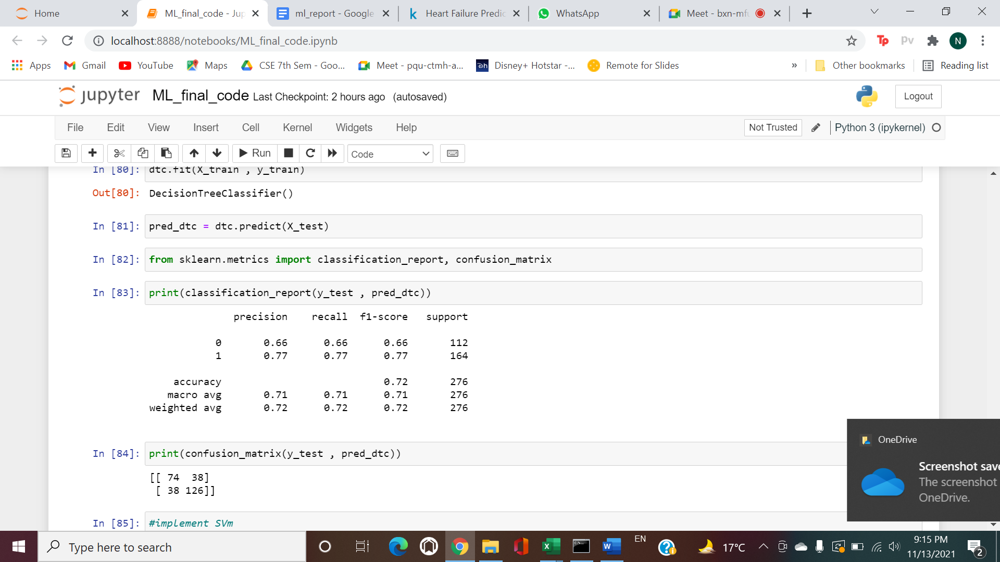 Home
ML_final_code - Jup
ml_report - Google
Heart Failure Predic
WhatsApp
Meet - bxn-mfu
localhost:8888/notebooks/ML_final_code.ipynb
Tp
pv
N
Apps
Gmail
YouTube
Maps
CSE 7th Sem - Goo...
Meet - pqu-ctmh-a...
Disney+ Hotstar -...
Remote for Slides
»
Other bookmarks
Reading list
jupyter ML_final_code Last Checkpoint: 2 hours ago (autosaved)
Logout
File Edit View Insert Cell Kernel Widgets Help
Not Trusted
Python 3 (ipykernel)
Run
Code
In [80]: dtc.fit(X_train , y_train)
Out[80]: DecisionTreeClassifier()
In [81]: pred_dtc = dtc.predict(X_test)
In [82]: from sklearn.metrics import classification_report, confusion_matrix
In [83]: print(classification_report(y_test , pred_dtc))
precision recall f1-score support
0 0.66 0.66 0.66 112
1 0.77 0.77 0.77 164
accuracy 0.72 276
macro avg 0.71 0.71 0.71 276
weighted avg 0.72 0.72 0.72 276
In [84]: print(confusion_matrix(y_test , pred_dtc))
[[ 74 38]
[ 38 126]]
In [85]: #implement SVm
OneDrive
Screenshot save
The screenshot
OneDrive.
Type here to search
EN
17°C
9:15 PM
11/13/2021
2